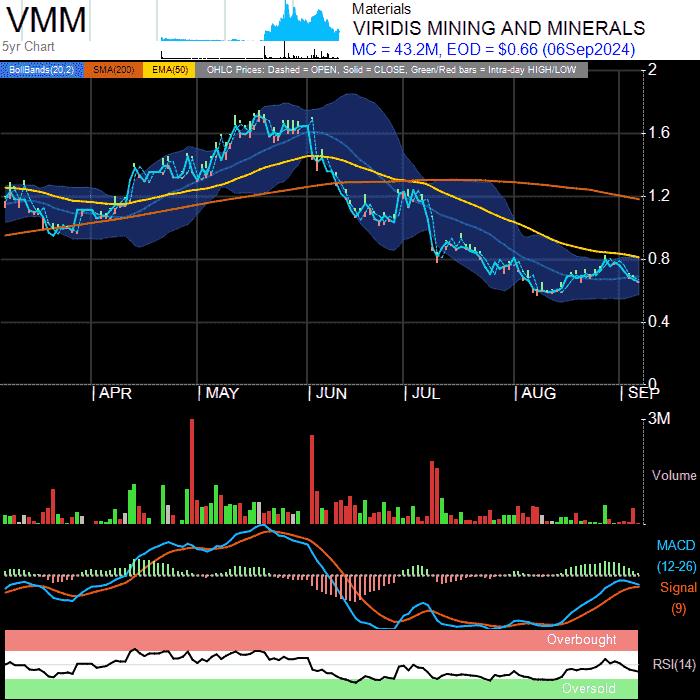 VMM
5yr Chart
Materials
VIRIDIS MINING AND MINERALS
MC = 43.2M, EOD = $0.66 (06Sep2024)
BollBands(20,2) SMA(200) EMA(50) OHLC Prices: Dashed = OPEN, Solid = CLOSE, Green/Red bars = Intra-day HIGH/LOW
2
1.6
1.2
0.8
0.4
0
| APR | MAY | JUN | JUL | AUG | SEP
3M
Volume
MACD
(12-26)
Signal
(9)
Overbought
RSI(14)
Oversold